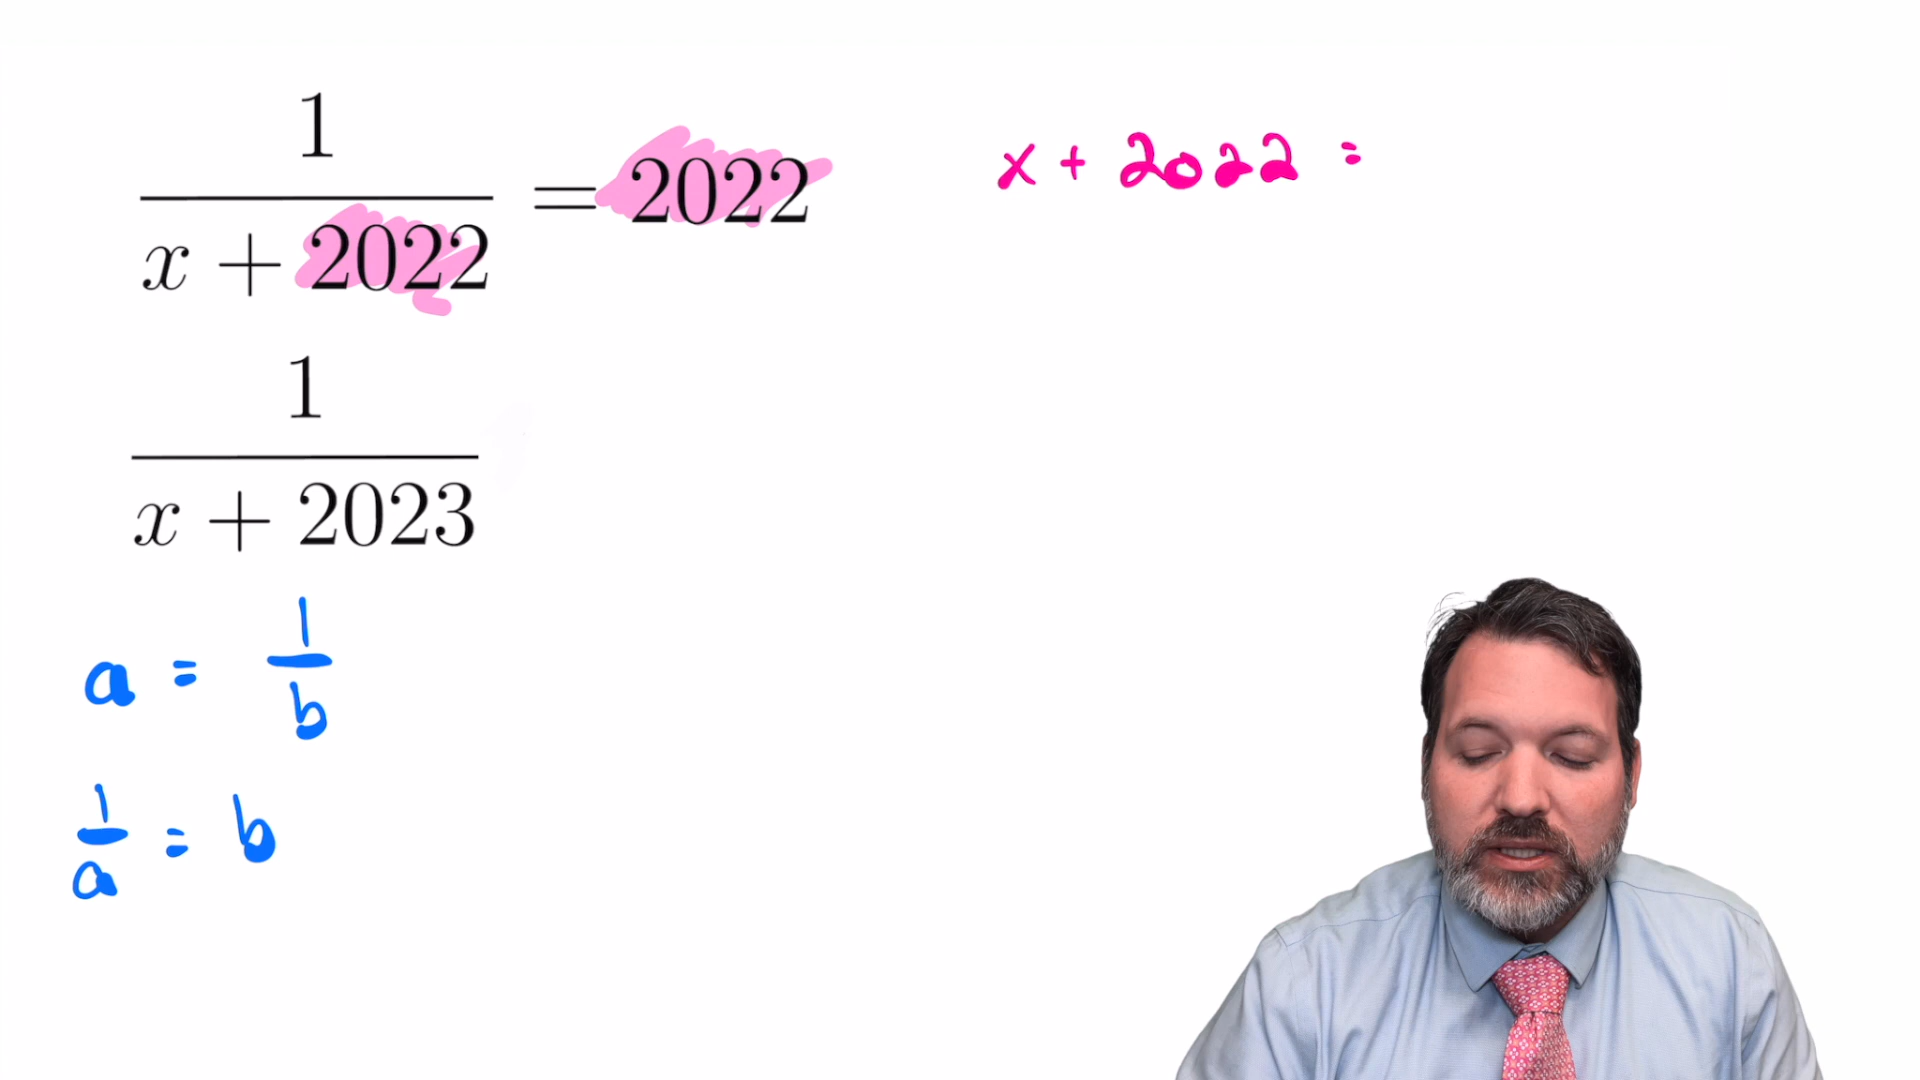 1/(x + 2022) = 2022
x + 2022 =
1/(x + 2023)
a = 1/b
1/a = b